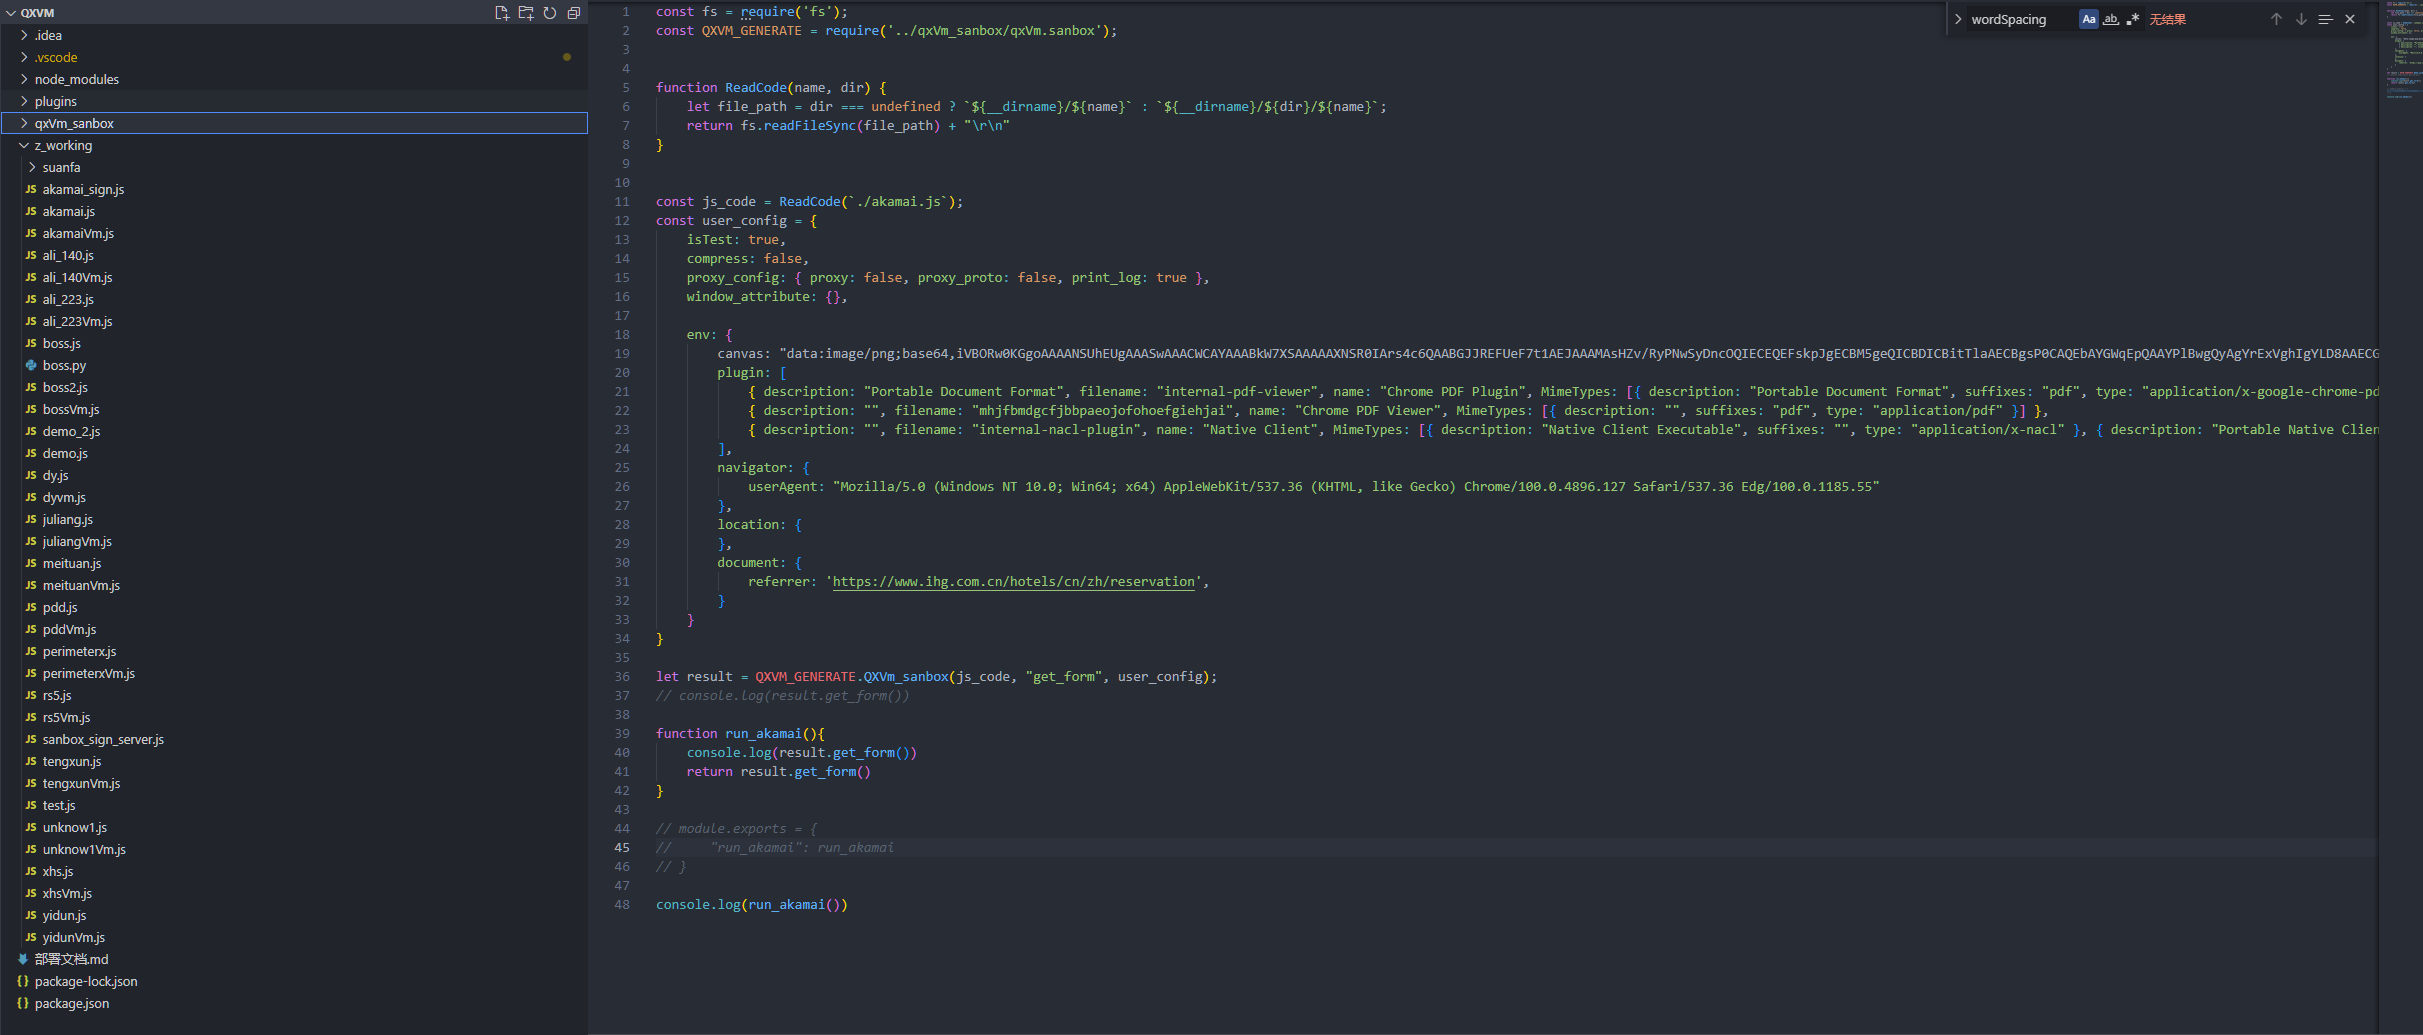 QXVM
.idea
.vscode
node_modules
plugins
qxVm_sanbox
z_working
suanfa
JS akamai_sign.js
JS akamai.js
JS akamaiVm.js
JS ali_140.js
JS ali_140Vm.js
JS ali_223.js
JS ali_223Vm.js
JS boss.js
boss.py
JS boss2.js
JS bossVm.js
JS demo_2.js
JS demo.js
JS dy.js
JS dyvm.js
JS juliang.js
JS juliangVm.js
JS meituan.js
JS meituanVm.js
JS pdd.js
JS pddVm.js
JS perimeterx.js
JS perimeterxVm.js
JS rs5.js
JS rs5Vm.js
JS sanbox_sign_server.js
JS tengxun.js
JS tengxunVm.js
JS test.js
JS unknow1.js
JS unknow1Vm.js
JS xhs.js
JS xhsVm.js
JS yidun.js
JS yidunVm.js
部署文档.md
{} package-lock.json
{} package.json
wordSpacing Aa ab .* 无结果
1 const fs = require('fs');
2 const QXVM_GENERATE = require('../qxVm_sanbox/qxVm.sanbox');
3
4
5 function ReadCode(name, dir) {
6 let file_path = dir === undefined ? `${__dirname}/${name}` : `${__dirname}/${dir}/${name}`;
7 return fs.readFileSync(file_path) + "\r\n"
8 }
9
10
11 const js_code = ReadCode(`./akamai.js`);
12 const user_config = {
13 isTest: true,
14 compress: false,
15 proxy_config: { proxy: false, proxy_proto: false, print_log: true },
16 window_attribute: {},
17
18 env: {
19 canvas: "data:image/png;base64,
20 plugin: [
21 { description: "Portable Document Format", filename: "internal-pdf-viewer", name: "Chrome PDF Plugin", MimeTypes: [{ description: "Portable Document Format", suffixes: "pdf", type: "application/x-google-chrome-pd
22 { description: "", filename: "mhjfbmdgcfjbbpaeojofohoefgiehjai", name: "Chrome PDF Viewer", MimeTypes: [{ description: "", suffixes: "pdf", type: "application/pdf" }] },
23 { description: "", filename: "internal-nacl-plugin", name: "Native Client", MimeTypes: [{ description: "Native Client Executable", suffixes: "", type: "application/x-nacl" }, { description: "Portable Native Clien
24 ],
25 navigator: {
26 userAgent: "Mozilla/5.0 (Windows NT 10.0; Win64; x64) AppleWebKit/537.36 (KHTML, like Gecko) Chrome/100.0.4896.127 Safari/537.36 Edg/100.0.1185.55"
27 },
28 location: {
29 },
30 document: {
31 referrer: 'https://www.ihg.com.cn/hotels/cn/zh/reservation',
32 }
33 }
34 }
35
36 let result = QXVM_GENERATE.QXVm_sanbox(js_code, "get_form", user_config);
37 // console.log(result.get_form())
38
39 function run_akamai(){
40 console.log(result.get_form())
41 return result.get_form()
42 }
43
44 // module.exports = {
45 // "run_akamai": run_akamai
46 // }
47
48 console.log(run_akamai())